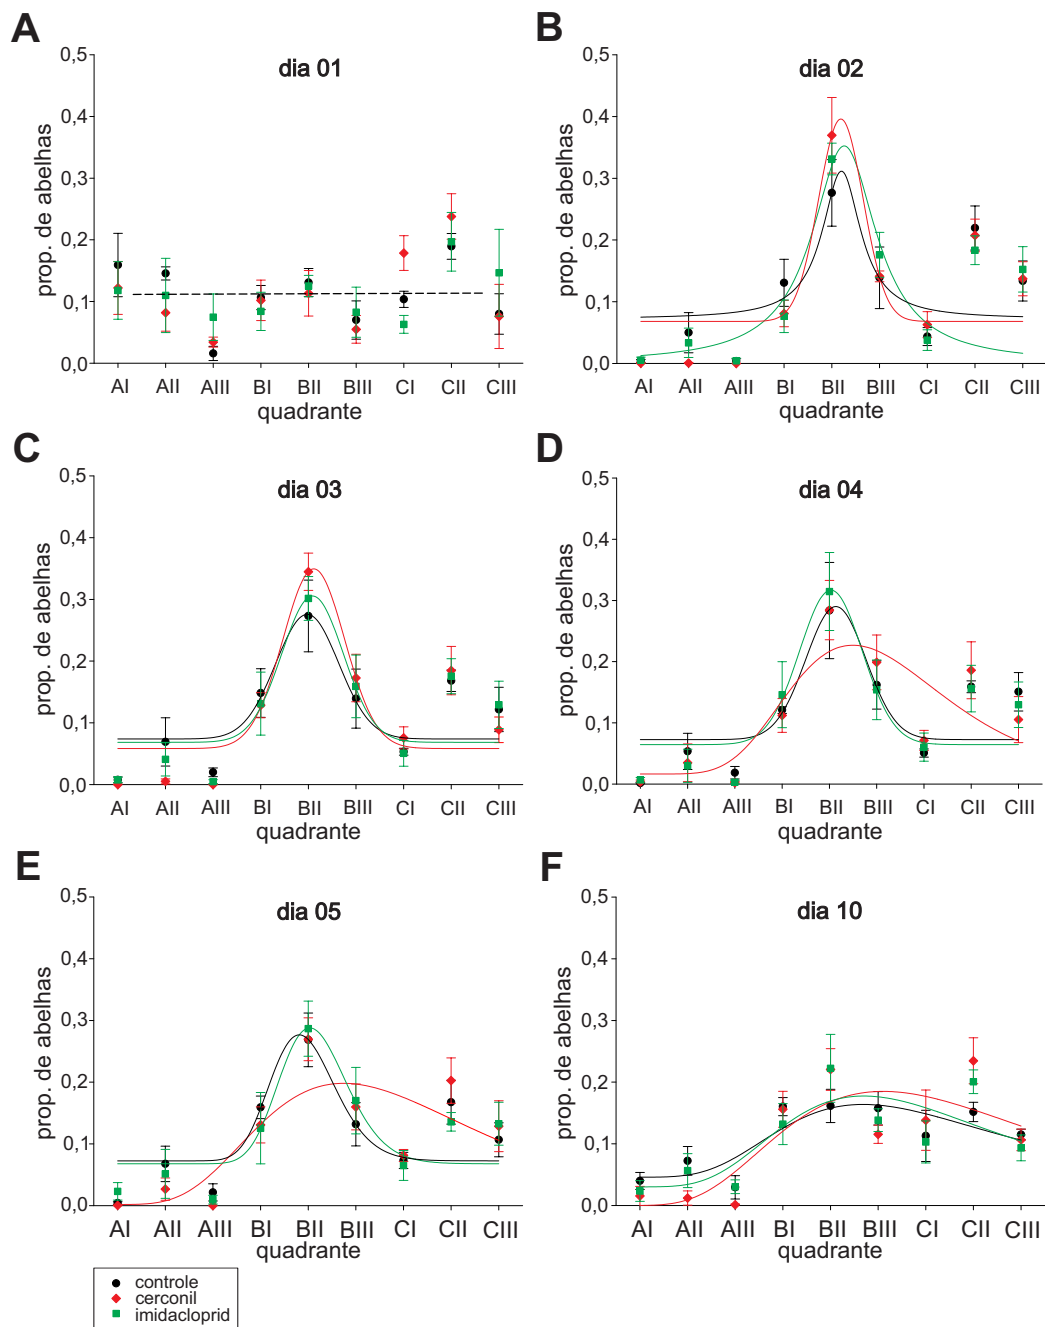 A
dia 01
prop. de abelhas
0,5
0,4
0,3
0,2
0,1
0,0
AI AII AIII BI BII BIII CI CII CIII
quadrante
B
dia 02
prop. de abelhas
0,5
0,4
0,3
0,2
0,1
0,0
AI AII AIII BI BII BIII CI CII CIII
quadrante
C
dia 03
prop. de abelhas
0,5
0,4
0,3
0,2
0,1
0,0
AI AII AIII BI BII BIII CI CII CIII
quadrante
D
dia 04
prop. de abelhas
0,5
0,4
0,3
0,2
0,1
0,0
AI AII AIII BI BII BIII CI CII CIII
quadrante
E
dia 05
prop. de abelhas
0,5
0,4
0,3
0,2
0,1
0,0
AI AII AIII BI BII BIII CI CII CIII
quadrante
F
dia 10
prop. de abelhas
0,5
0,4
0,3
0,2
0,1
0,0
AI AII AIII BI BII BIII CI CII CIII
quadrante
controle
cerconil
imidacloprid